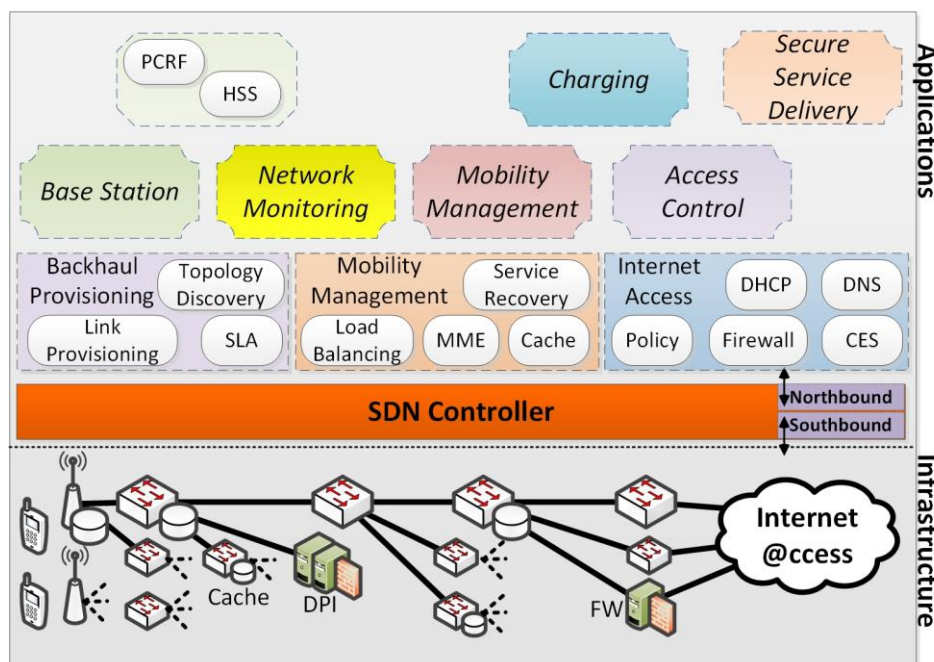 PCRF
HSS
Charging
Secure
Service
Delivery
Applications
Base Station
Network
Monitoring
Mobility
Management
Access
Control
Backhaul
Provisioning
Topology
Discovery
Link
Provisioning
SLA
Mobility
Management
Service
Recovery
Load
Balancing
MME
Cache
Internet
Access
DHCP
DNS
Policy
Firewall
CES
SDN Controller
Northbound
Southbound
Infrastructure
Internet
@ccess
Cache
DPI
FW